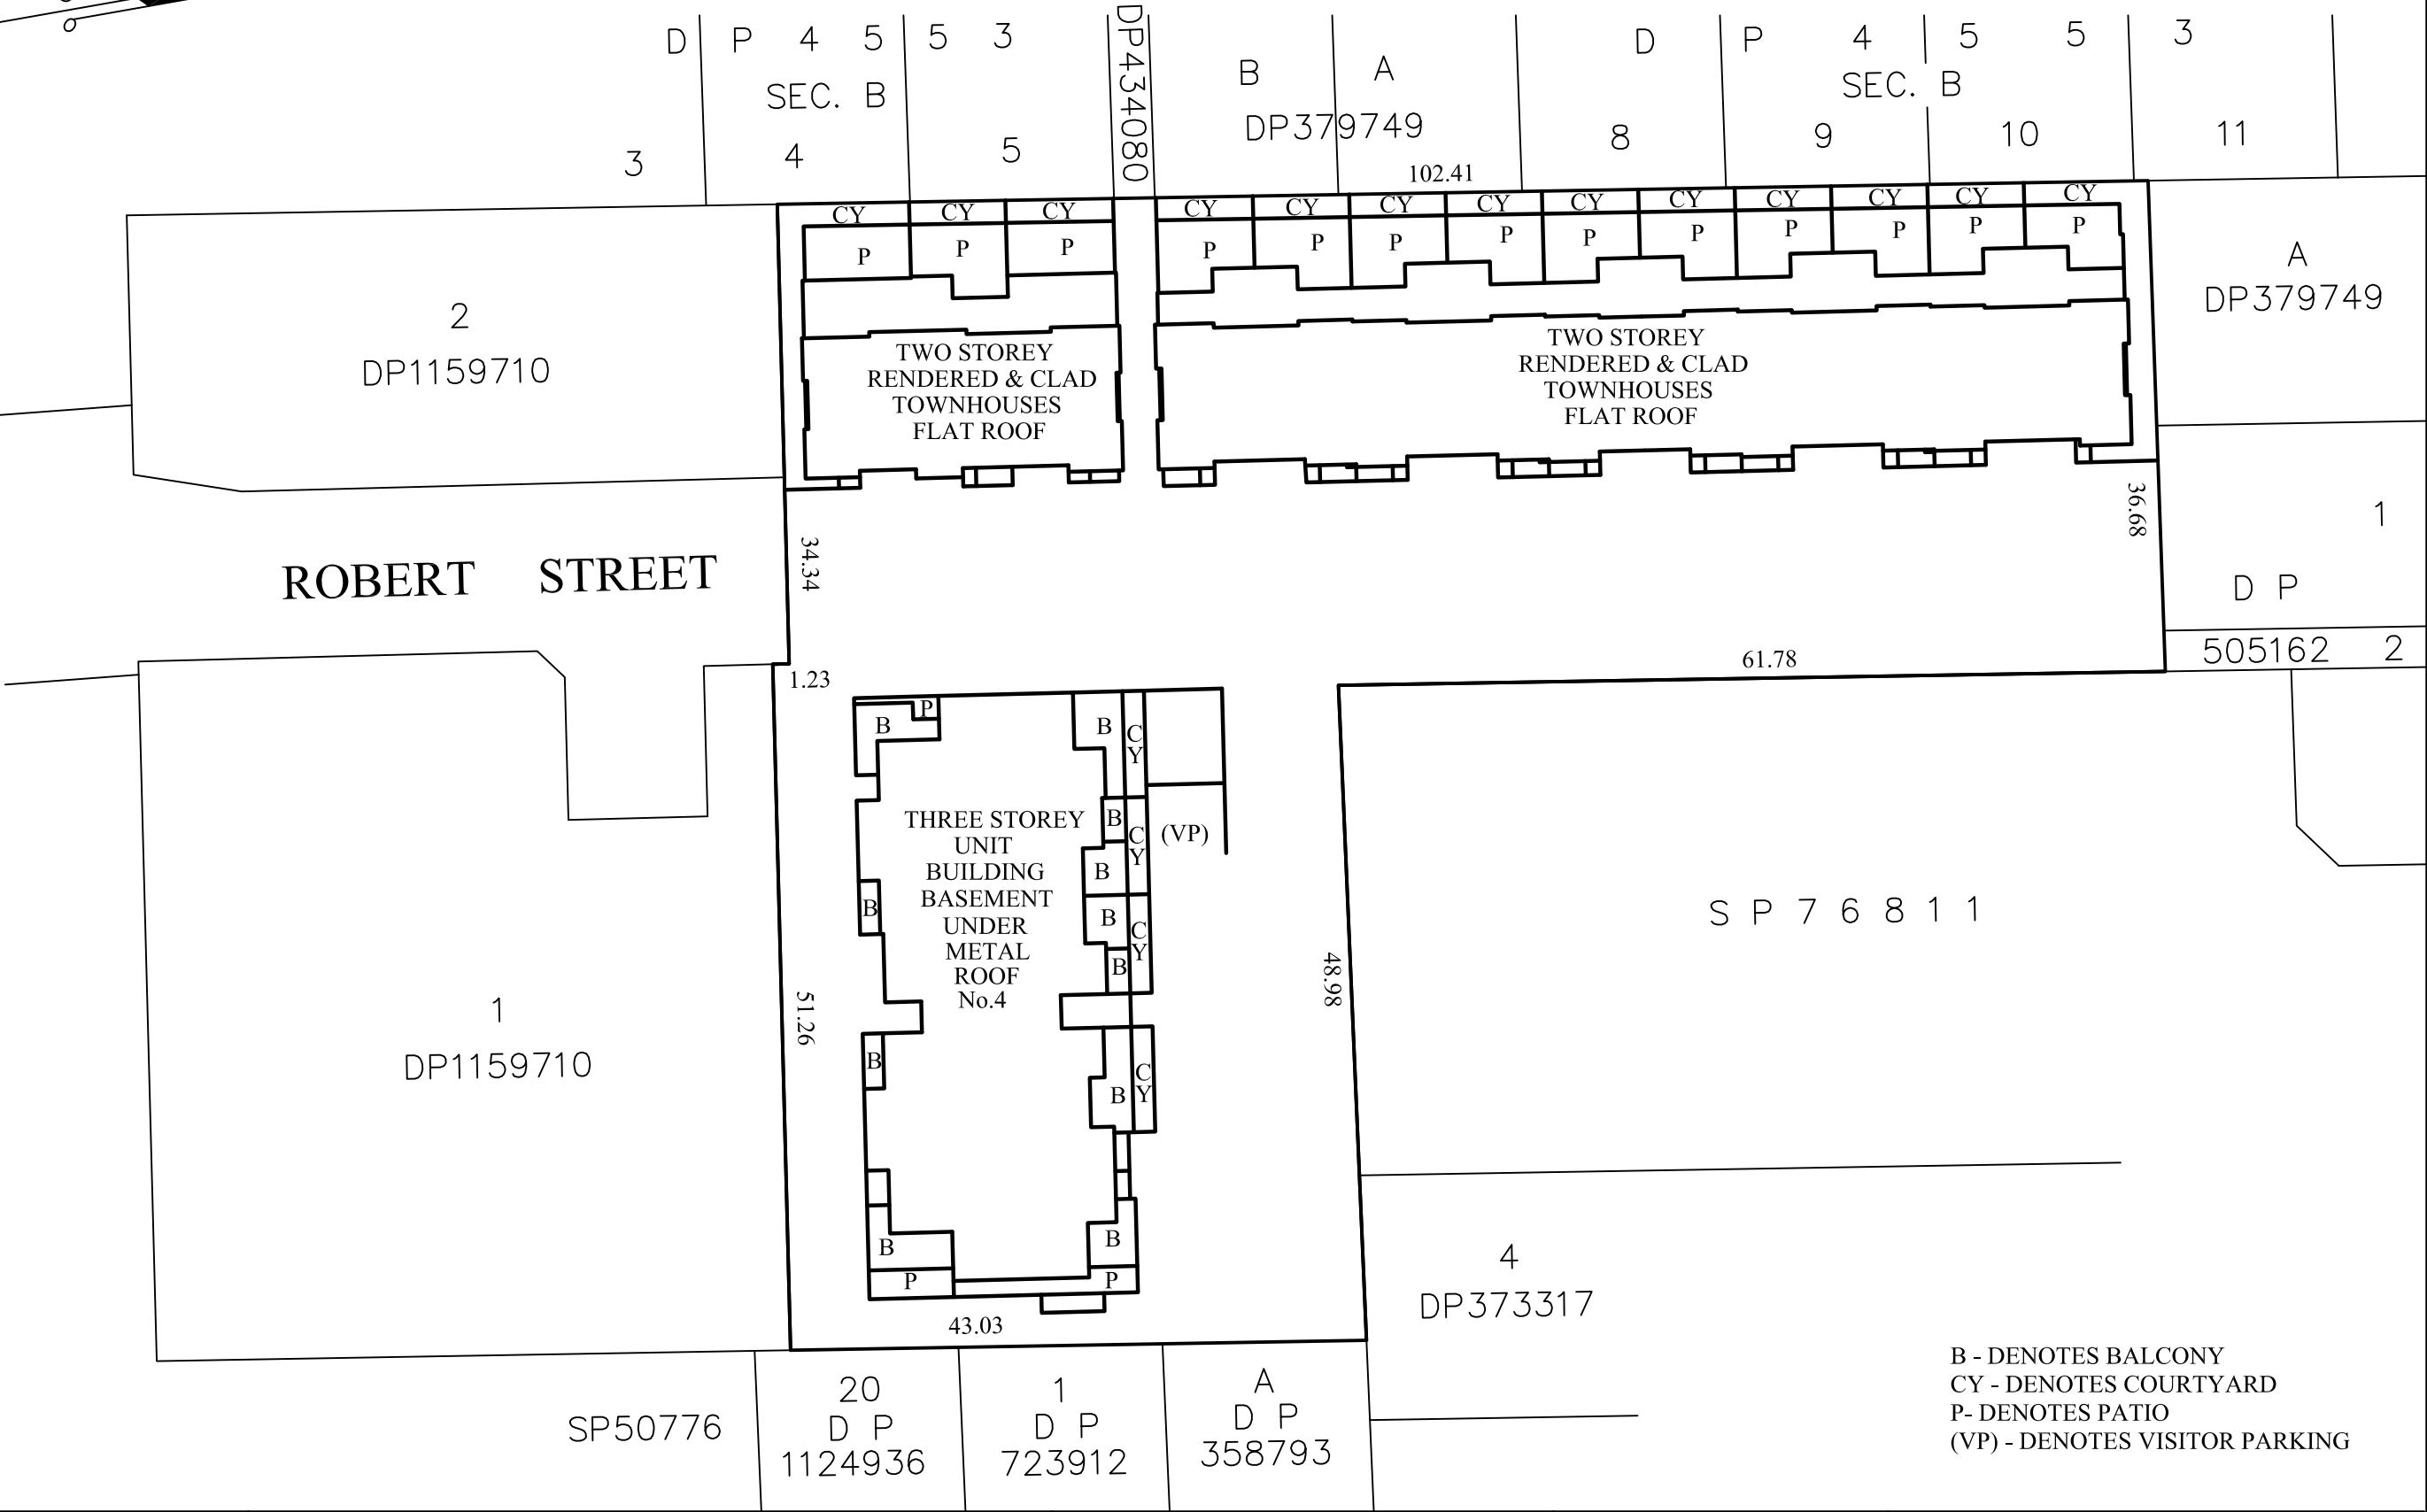 D P 4 5 5 3
SEC. B
3 4 5
DP434080
B A
DP379749
D P 4 5 5 3
SEC. B
8 9 10 11
102.41
CY CY CY CY CY CY CY CY CY CY CY CY CY
P P P P P P P P P P P P P
2
DP1159710
TWO STOREY
RENDERED & CLAD
TOWNHOUSES
FLAT ROOF
TWO STOREY
RENDERED & CLAD
TOWNHOUSES
FLAT ROOF
A
DP379749
36.68
1
D P
505162 2
ROBERT STREET
34.34
1.23
61.78
B P B CY
B CY
(VP)
B
B
B CY
B
THREE STOREY
UNIT
BUILDING
BASEMENT
UNDER
METAL
ROOF
No.4
B
B CY
B B
P P
51.26
48.98
43.03
S P 7 6 8 1 1
1
DP1159710
4
DP373317
SP50776
20
D P
1124936
1
D P
723912
A
D P
358793
B - DENOTES BALCONY
CY - DENOTES COURTYARD
P- DENOTES PATIO
(VP) - DENOTES VISITOR PARKING